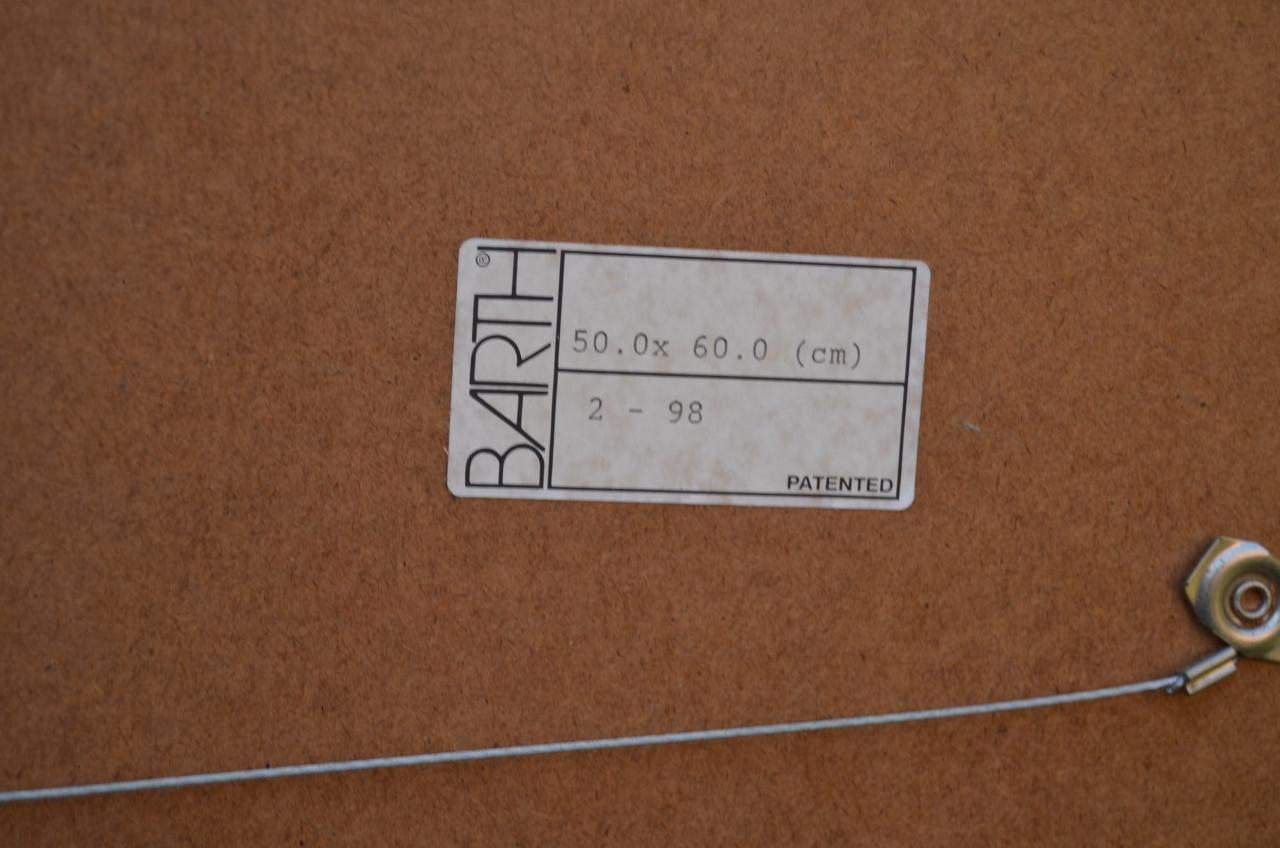 BARTH®
50.0x 60.0 (cm)
2 - 98
PATENTED